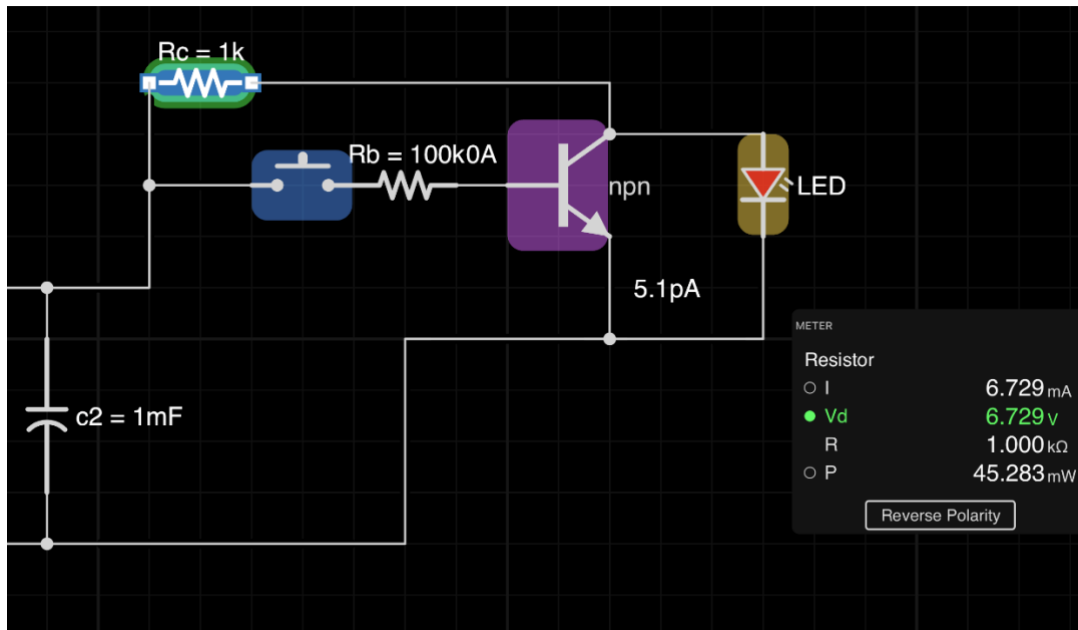 Rc = 1k
Rb = 100k0A
npn
LED
5.1pA
c2 = 1mF
METER
Resistor
I 6.729 mA
Vd 6.729 V
R 1.000 kΩ
P 45.283 mW
Reverse Polarity